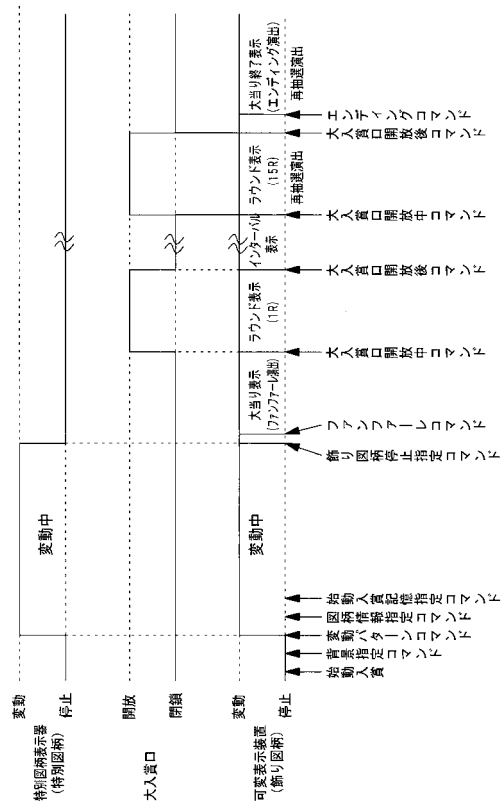 特別図柄表示器
(特別図柄)
変動
停止
変動中
大入賞口
開放
閉鎖
可変表示装置
(飾り図柄)
変動
停止
変動中
大当り表示
(ファンファーレ演出)
ラウンド表示
(1R)
インターバル
表示
ラウンド表示
(15R)
再抽選演出
大当り終了表示
(エンディング演出)
再抽選演出
始動入賞
背景指定コマンド
変動パターンコマンド
図柄情報指定コマンド
始動入賞記憶指定コマンド
飾り図柄停止指定コマンド
ファンファーレコマンド
大入賞口開放中コマンド
大入賞口開放後コマンド
大入賞口開放中コマンド
大入賞口開放後コマンド
エンディングコマンド